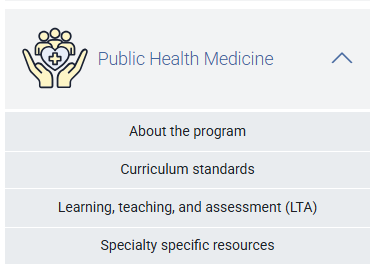 Public Health Medicine
About the program
Curriculum standards
Learning, teaching, and assessment (LTA)
Specialty specific resources